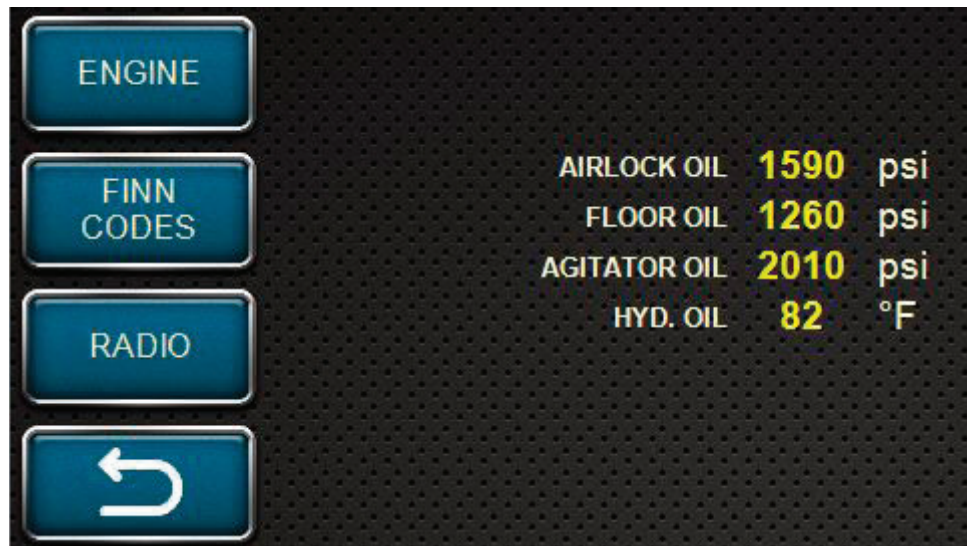 ENGINE
FINN
CODES
RADIO
AIRLOCK OIL 1590 psi
FLOOR OIL 1260 psi
AGITATOR OIL 2010 psi
HYD. OIL 82 °F